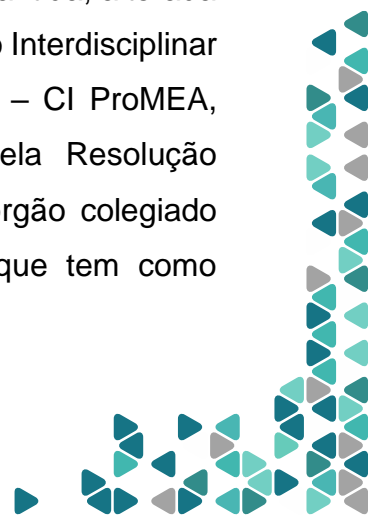 o Interdisciplinar
– CI ProMEA,
ela Resolução
rgão colegiado
que tem como